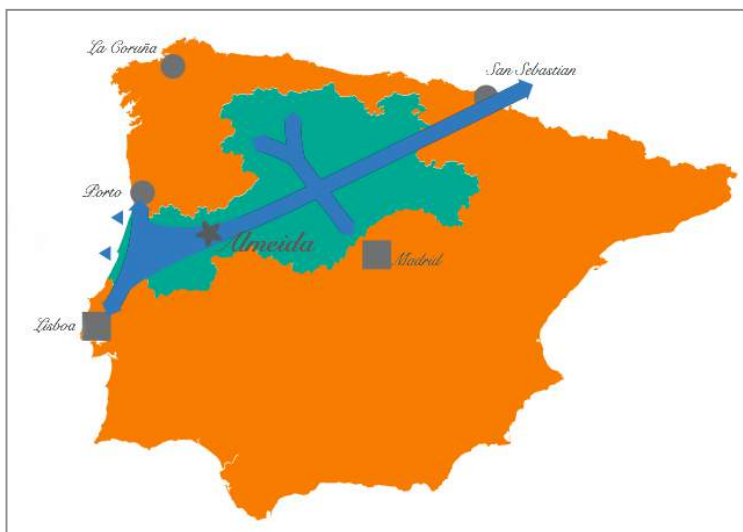 La Coruña
San Sebastian
Porto
Almeida
Madrid
Lisboa